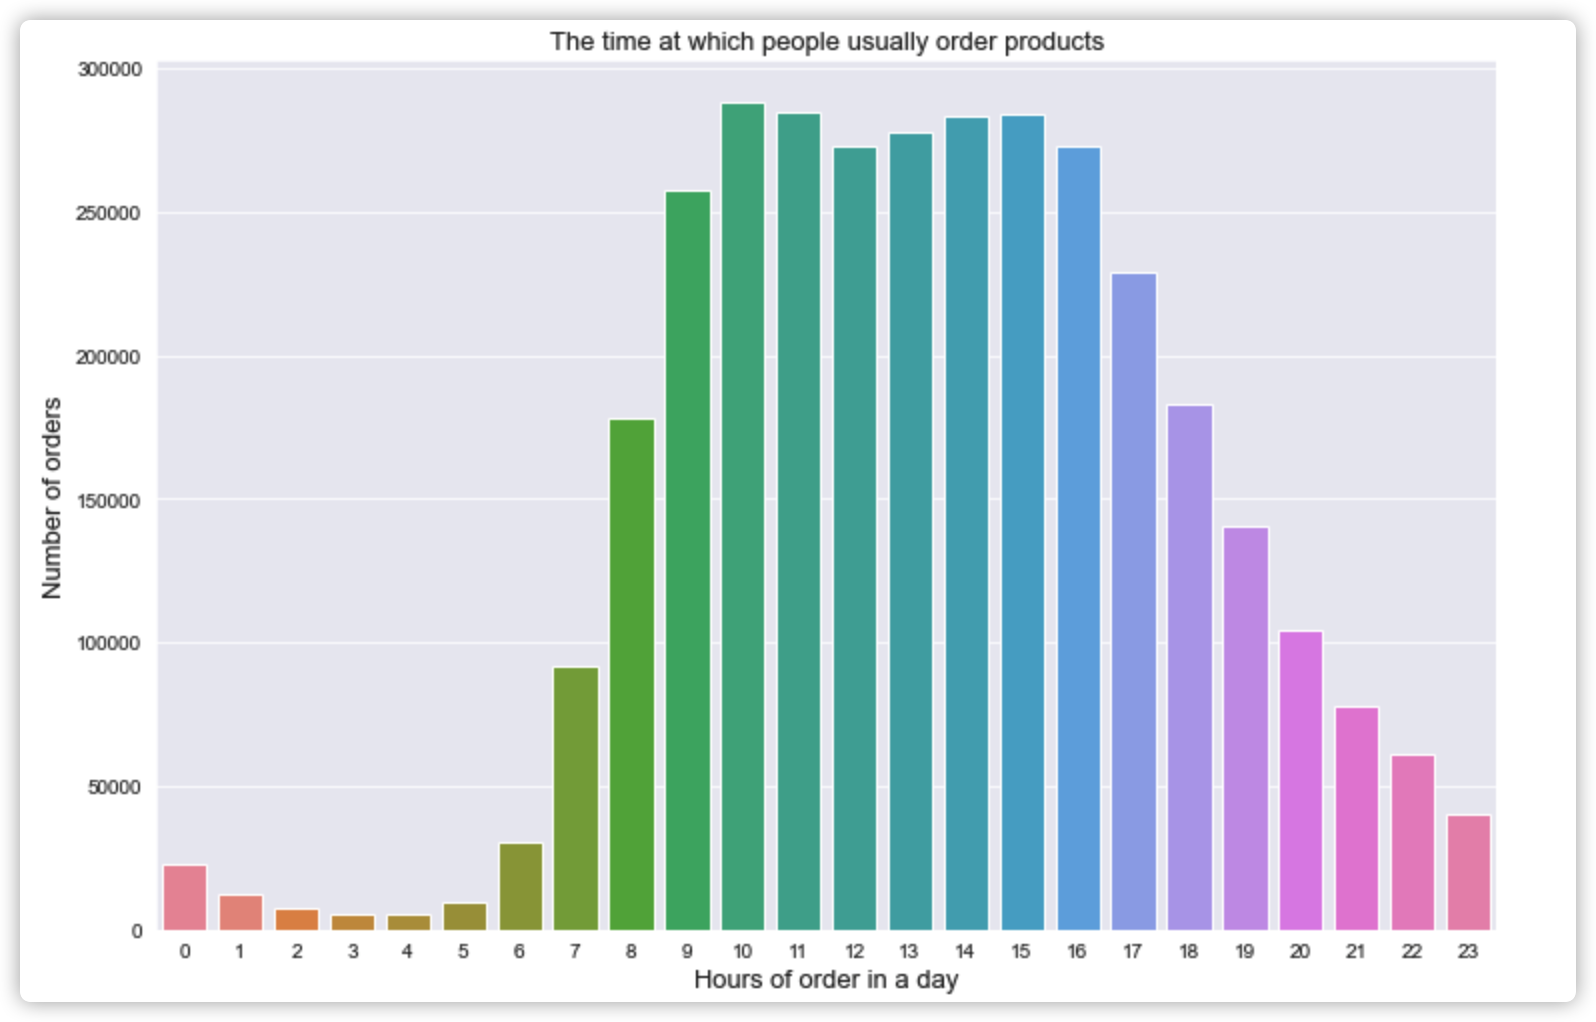 The time at which people usually order products
300000
250000
200000
150000
100000
50000
0
Number of orders
0 1 2 3 4 5 6 7 8 9 10 11 12 13 14 15 16 17 18 19 20 21 22 23
Hours of order in a day